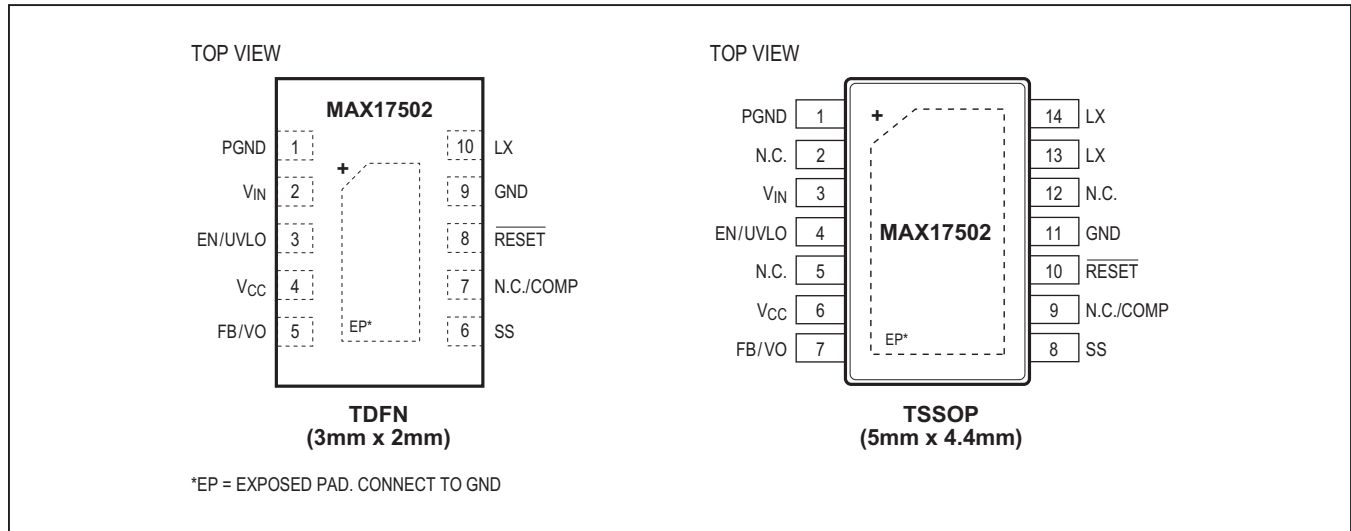 TOP VIEW
MAX17502
PGND 1
VIN 2
EN/UVLO 3
VCC 4
FB/VO 5
10 LX
9 GND
8 RESET
7 N.C./COMP
6 SS
+
EP*
TDFN
(3mm x 2mm)
*EP = EXPOSED PAD. CONNECT TO GND
TOP VIEW
PGND 1
N.C. 2
VIN 3
EN/UVLO 4
N.C. 5
VCC 6
FB/VO 7
+
MAX17502
EP*
14 LX
13 LX
12 N.C.
11 GND
10 RESET
9 N.C./COMP
8 SS
TSSOP
(5mm x 4.4mm)